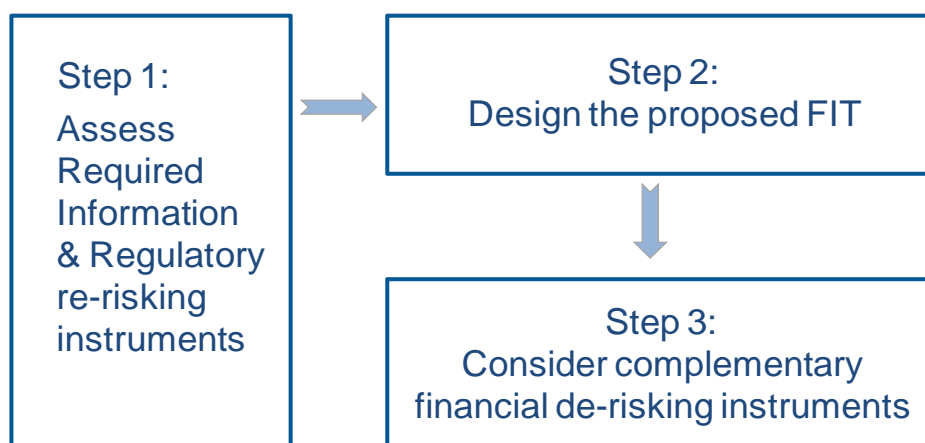 Step 1:
Assess
Required
Information
& Regulatory
re-risking
instruments
Step 2:
Design the proposed FIT
Step 3:
Consider complementary
financial de-risking instruments